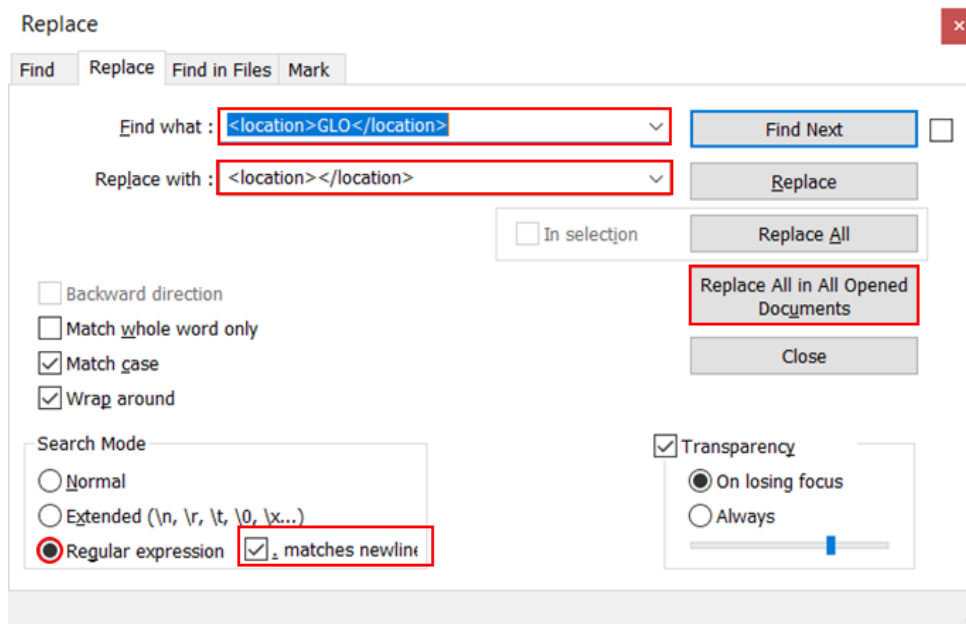 Replace
Find Replace Find in Files Mark
Find what : <location>GLO</location> Find Next
Replace with : <location></location> Replace
In selection Replace All
Backward direction Replace All in All Opened
Documents
Match whole word only
Match case Close
Wrap around
Search Mode Transparency
Normal On losing focus
Extended (\n, \r, \t, \0, \x...) Always
Regular expression . matches newline